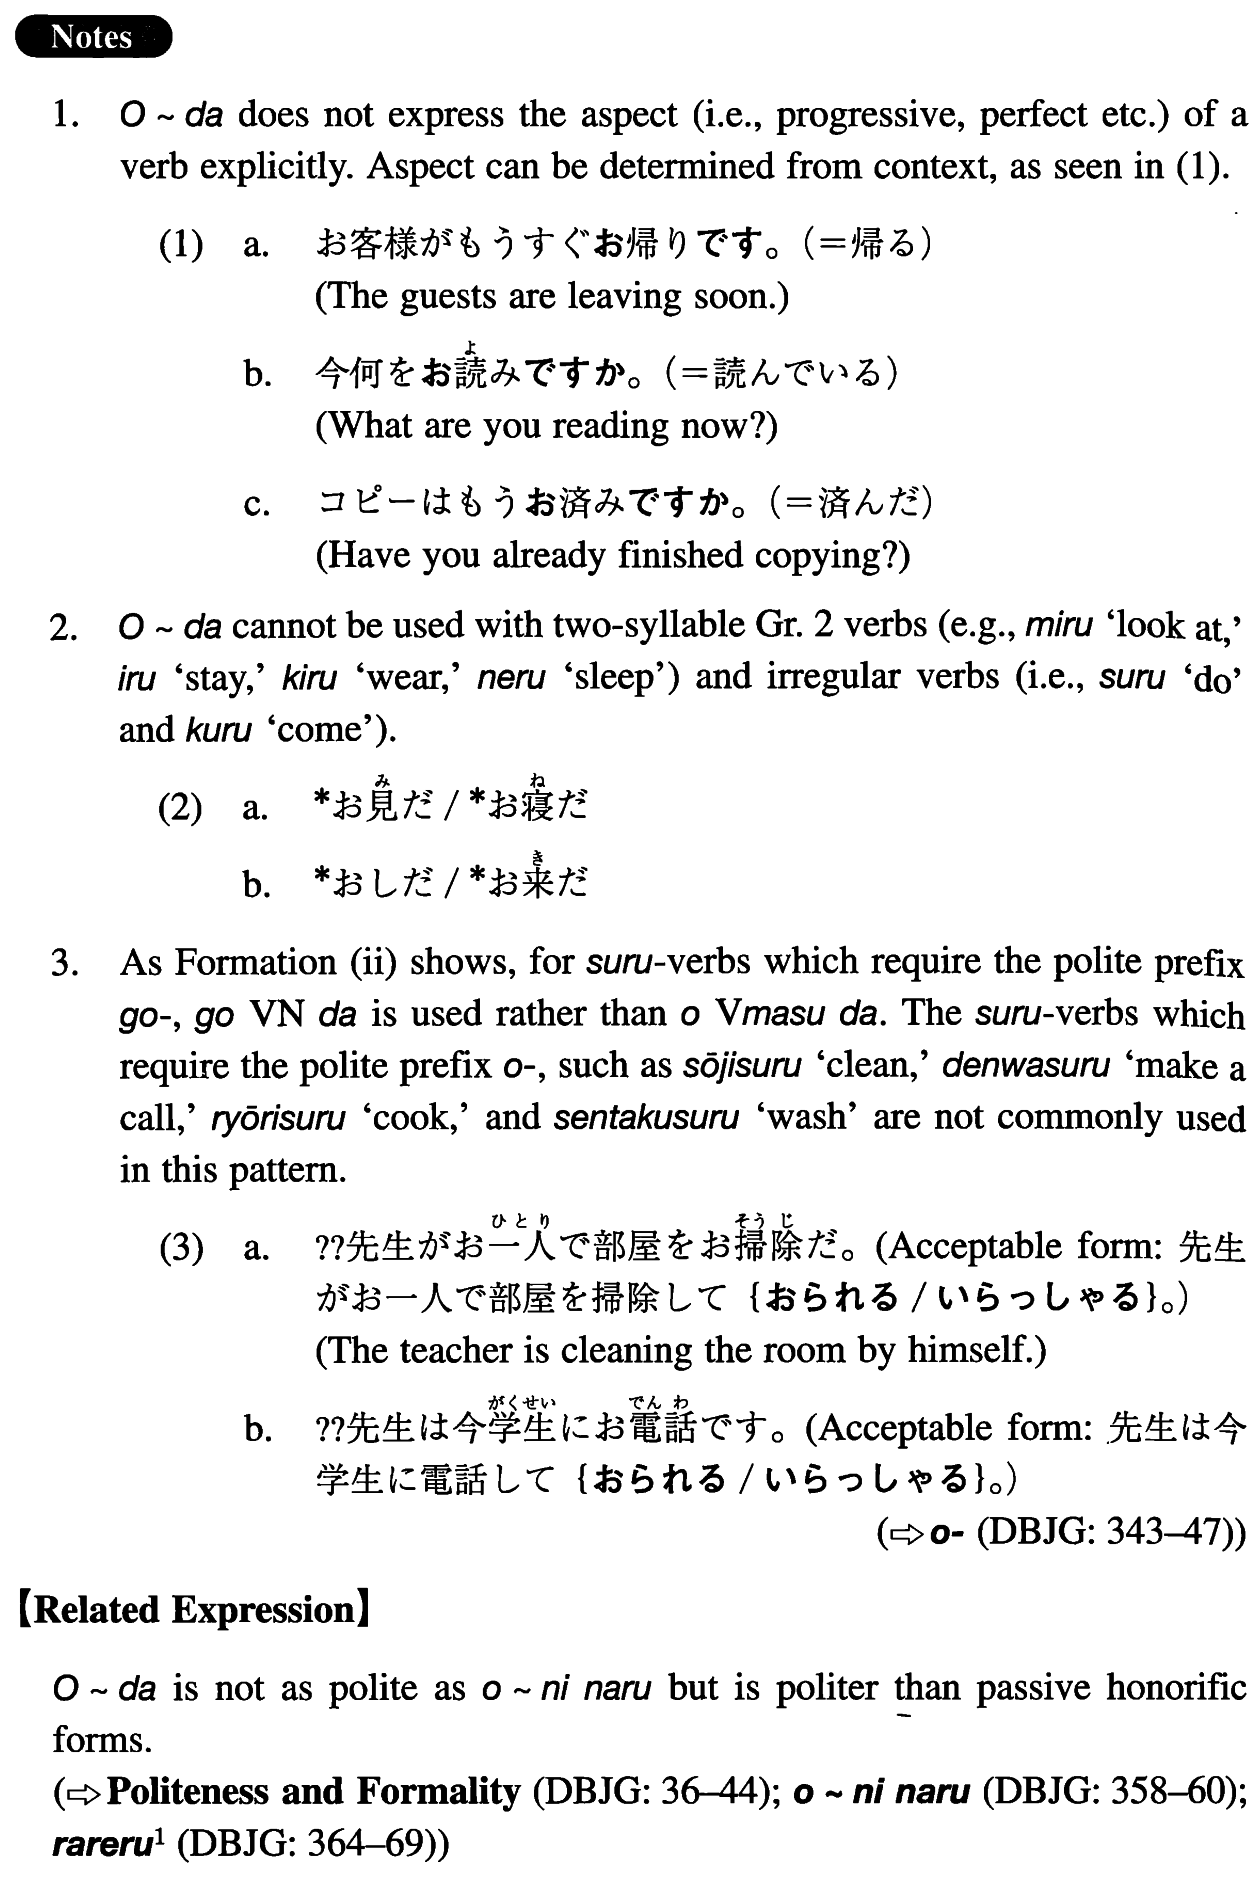 Notes
1. O ~ da does not express the aspect (i.e., progressive, perfect etc.) of a
verb explicitly. Aspect can be determined from context, as seen in (1).
(1) a. お客様がもうすぐお帰りです。(＝帰る)
(The guests are leaving soon.)
よ
b. 今何をお読みですか。(＝読んでいる)
(What are you reading now?)
c. コピーはもうお済みですか。(＝済んだ)
(Have you already finished copying?)
2. O ~ da cannot be used with two-syllable Gr. 2 verbs (e.g., miru ‘look at,’
iru ‘stay,’ kiru ‘wear,’ neru ‘sleep’) and irregular verbs (i.e., suru ‘do’
and kuru ‘come’).
み ね
(2) a. *お見だ / *お寝だ
き
b. *おしだ / *お来だ
3. As Formation (ii) shows, for suru-verbs which require the polite prefix
go-, go VN da is used rather than o Vmasu da. The suru-verbs which
require the polite prefix o-, such as sōjisuru ‘clean,’ denwasuru ‘make a
call,’ ryōrisuru ‘cook,’ and sentakusuru ‘wash’ are not commonly used
in this pattern.
ひとり そうじ
(3) a. ??先生がお一人で部屋をお掃除だ。(Acceptable form: 先生
がお一人で部屋を掃除して {おられる / いらっしゃる}。)
(The teacher is cleaning the room by himself.)
がくせい でんわ
b. ??先生は今学生にお電話です。(Acceptable form: 先生は今
学生に電話して {おられる / いらっしゃる}。)
(⇨o- (DBJG: 343–47))
【Related Expression】
O ~ da is not as polite as o ~ ni naru but is politer than passive honorific
forms.
(⇨Politeness and Formality (DBJG: 36–44); o ~ ni naru (DBJG: 358–60);
rareru¹ (DBJG: 364–69))